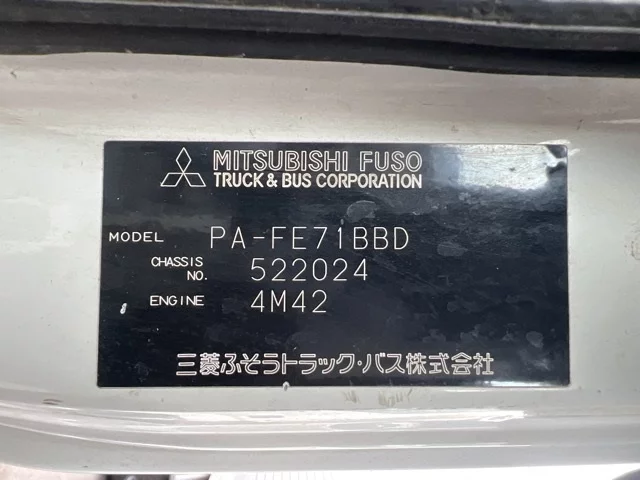 MITSUBISHI FUSO
TRUCK & BUS CORPORATION
MODEL PA-FE71BBD
CHASSIS NO. 522024
ENGINE 4M42
三菱ふそうトラック・バス株式会社